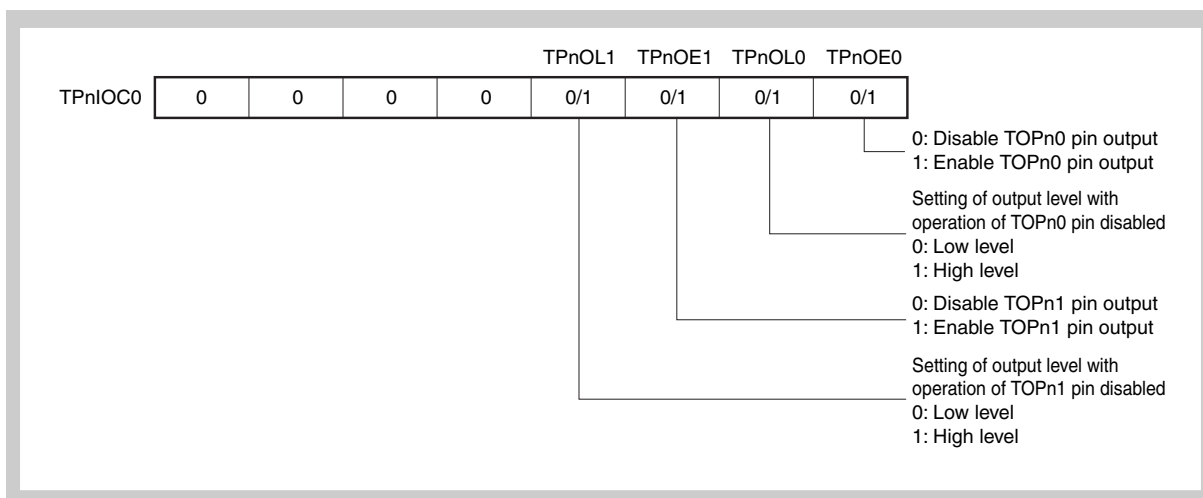 TPnOL1 TPnOE1 TPnOL0 TPnOE0
TPnIOC0 0 0 0 0 0/1 0/1 0/1 0/1
0: Disable TOPn0 pin output
1: Enable TOPn0 pin output
Setting of output level with
operation of TOPn0 pin disabled
0: Low level
1: High level
0: Disable TOPn1 pin output
1: Enable TOPn1 pin output
Setting of output level with
operation of TOPn1 pin disabled
0: Low level
1: High level